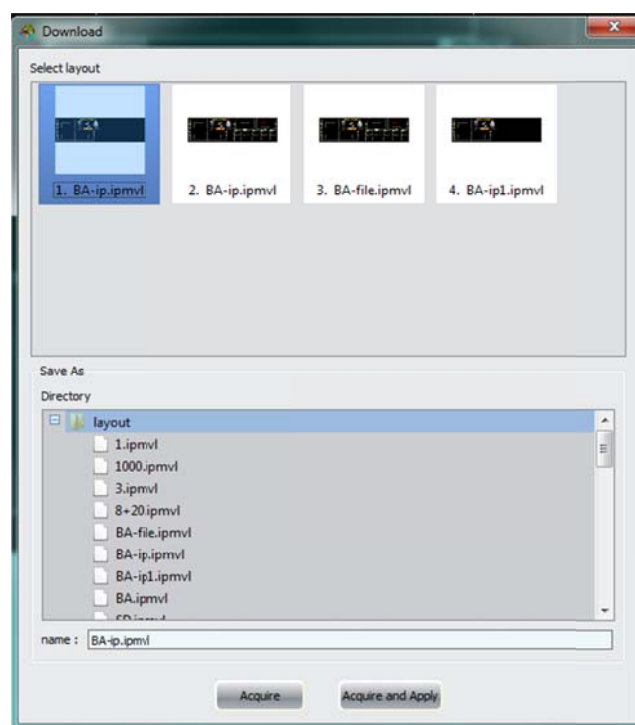 Download
Select layout
1. BA-ip.ipmvl
2. BA-ip.ipmvl
3. BA-file.ipmvl
4. BA-ip1.ipmvl
Save As
Directory
layout
1.ipmvl
1000.ipmvl
3.ipmvl
8+20.ipmvl
BA-file.ipmvl
BA-ip.ipmvl
BA-ip1.ipmvl
BA.ipmvl
name : BA-ip.ipmvl
Acquire
Acquire and Apply